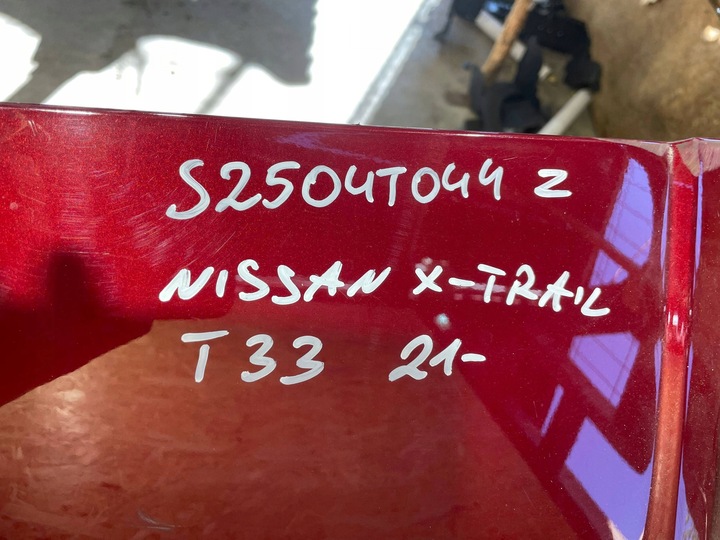 S2504T044 Z
NISSAN X-TRAIL
T33 21-